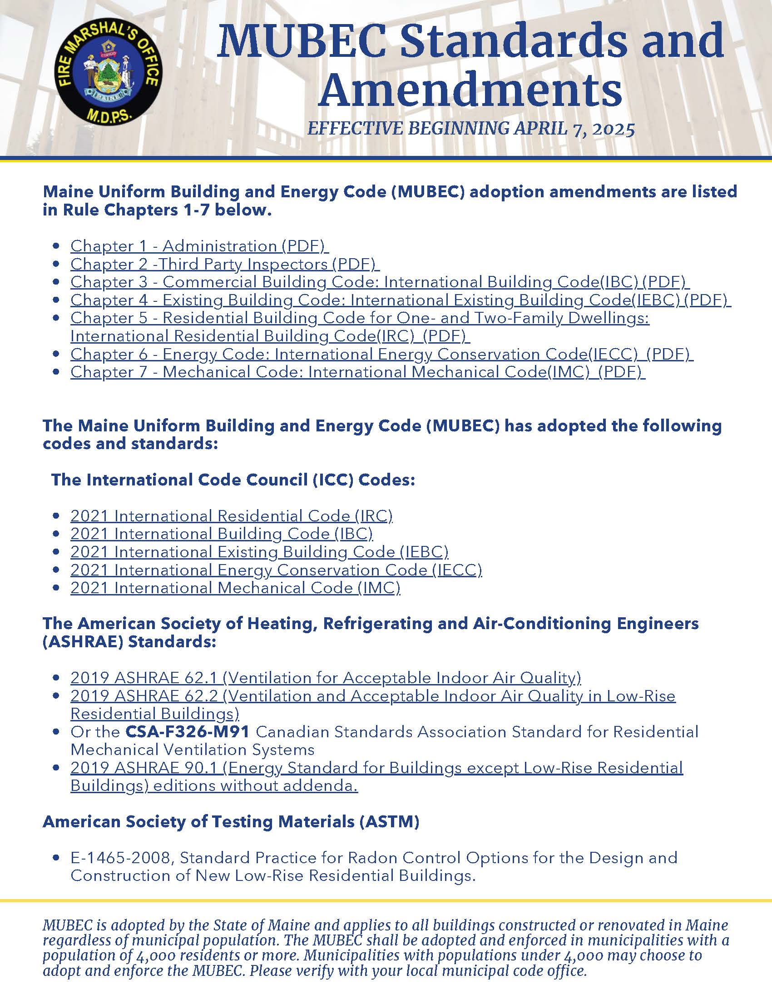 FIRE MARSHAL'S OFFICE
DIRIGO
MAINE
M.D.P.S.
MUBEC Standards and
Amendments
EFFECTIVE BEGINNING APRIL 7, 2025
Maine Uniform Building and Energy Code (MUBEC) adoption amendments are listed
in Rule Chapters 1-7 below.
• Chapter 1 - Administration (PDF)
• Chapter 2 -Third Party Inspectors (PDF)
• Chapter 3 - Commercial Building Code: International Building Code(IBC) (PDF)
• Chapter 4 - Existing Building Code: International Existing Building Code(IEBC) (PDF)
• Chapter 5 - Residential Building Code for One- and Two-Family Dwellings:
International Residential Building Code(IRC)  (PDF)
• Chapter 6 - Energy Code: International Energy Conservation Code(IECC)  (PDF)
• Chapter 7 - Mechanical Code: International Mechanical Code(IMC)  (PDF)
The Maine Uniform Building and Energy Code (MUBEC) has adopted the following
codes and standards:
The International Code Council (ICC) Codes:
• 2021 International Residential Code (IRC)
• 2021 International Building Code (IBC)
• 2021 International Existing Building Code (IEBC)
• 2021 International Energy Conservation Code (IECC)
• 2021 International Mechanical Code (IMC)
The American Society of Heating, Refrigerating and Air-Conditioning Engineers
(ASHRAE) Standards:
• 2019 ASHRAE 62.1 (Ventilation for Acceptable Indoor Air Quality)
• 2019 ASHRAE 62.2 (Ventilation and Acceptable Indoor Air Quality in Low-Rise
Residential Buildings)
• Or the CSA-F326-M91 Canadian Standards Association Standard for Residential
Mechanical Ventilation Systems
• 2019 ASHRAE 90.1 (Energy Standard for Buildings except Low-Rise Residential
Buildings) editions without addenda.
American Society of Testing Materials (ASTM)
• E-1465-2008, Standard Practice for Radon Control Options for the Design and
Construction of New Low-Rise Residential Buildings.
MUBEC is adopted by the State of Maine and applies to all buildings constructed or renovated in Maine
regardless of municipal population. The MUBEC shall be adopted and enforced in municipalities with a
population of 4,000 residents or more. Municipalities with populations under 4,000 may choose to
adopt and enforce the MUBEC. Please verify with your local municipal code office.